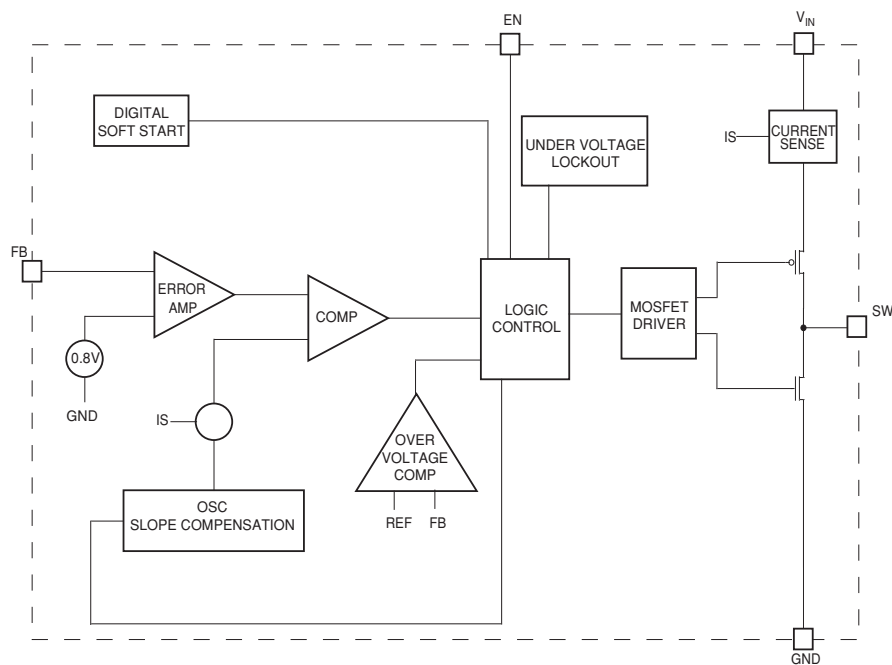 EN
V_IN
DIGITAL
SOFT START
UNDER VOLTAGE
LOCKOUT
IS
CURRENT
SENSE
FB
ERROR
AMP
COMP
LOGIC
CONTROL
MOSFET
DRIVER
SW
0.8V
GND
IS
OVER
VOLTAGE
COMP
OSC
SLOPE COMPENSATION
REF
FB
GND